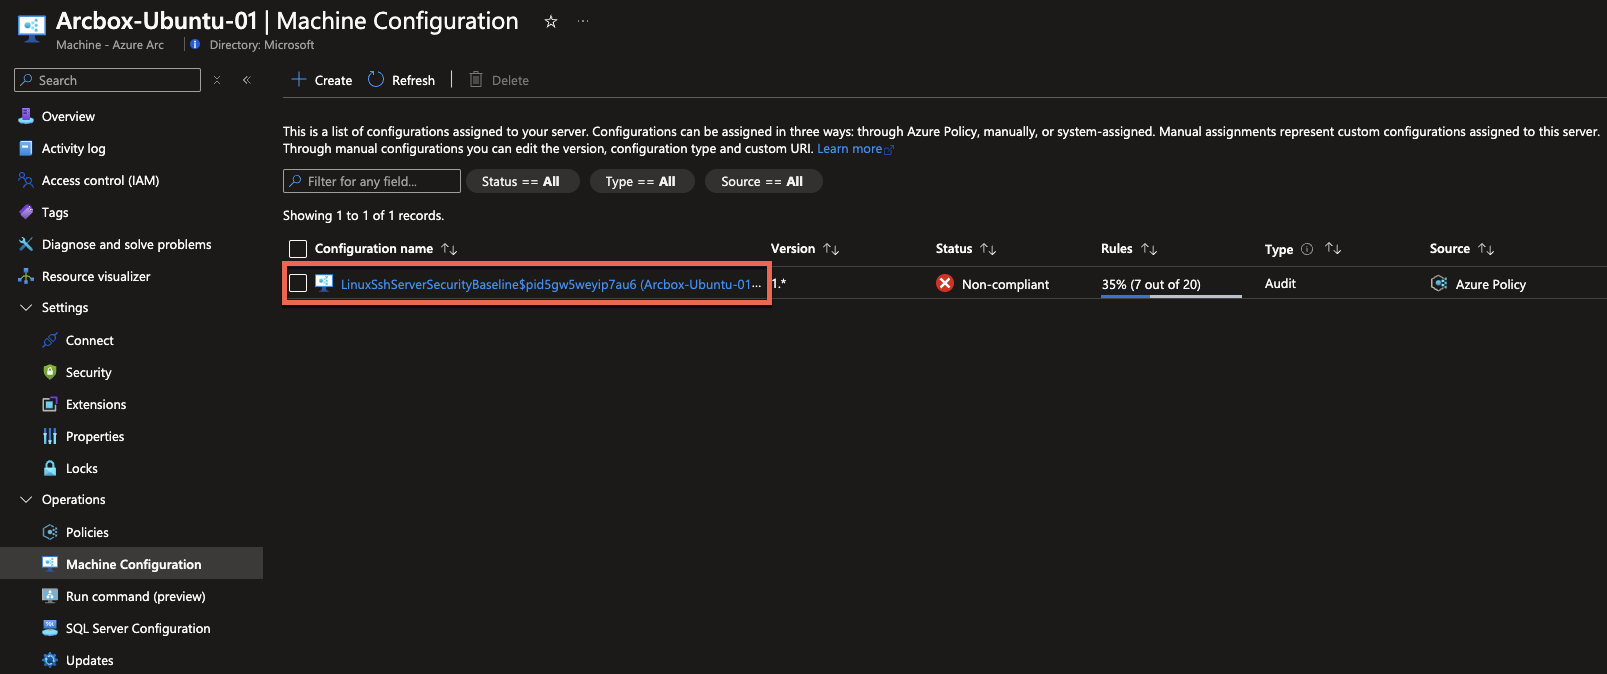 Arcbox-Ubuntu-01 | Machine Configuration
Machine - Azure Arc
Directory: Microsoft
Search
Overview
Activity log
Access control (IAM)
Tags
Diagnose and solve problems
Resource visualizer
Settings
Connect
Security
Extensions
Properties
Locks
Operations
Policies
Machine Configuration
Run command (preview)
SQL Server Configuration
Updates
Create Refresh | Delete
This is a list of configurations assigned to your server. Configurations can be assigned in three ways: through Azure Policy, manually, or system-assigned. Manual assignments represent custom configurations assigned to this server.
Through manual configurations you can edit the version, configuration type and custom URI. Learn more
Filter for any field... Status == All Type == All Source == All
Showing 1 to 1 of 1 records.
Configuration name Version Status Rules Type Source
LinuxSshServerSecurityBaseline$pid5gw5weyip7au6 (Arcbox-Ubuntu-01... 1.* Non-compliant 35% (7 out of 20) Audit Azure Policy